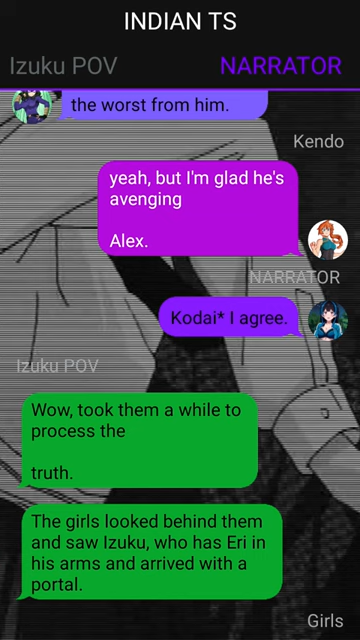 INDIAN TS
Izuku POV
NARRATOR
the worst from him.
Kendo
yeah, but I'm glad he's
avenging
Alex.
NARRATOR
Kodai* I agree.
Izuku POV
Wow, took them a while to
process the
truth.
The girls looked behind them
and saw Izuku, who has Eri in
his arms and arrived with a
portal.
Girls